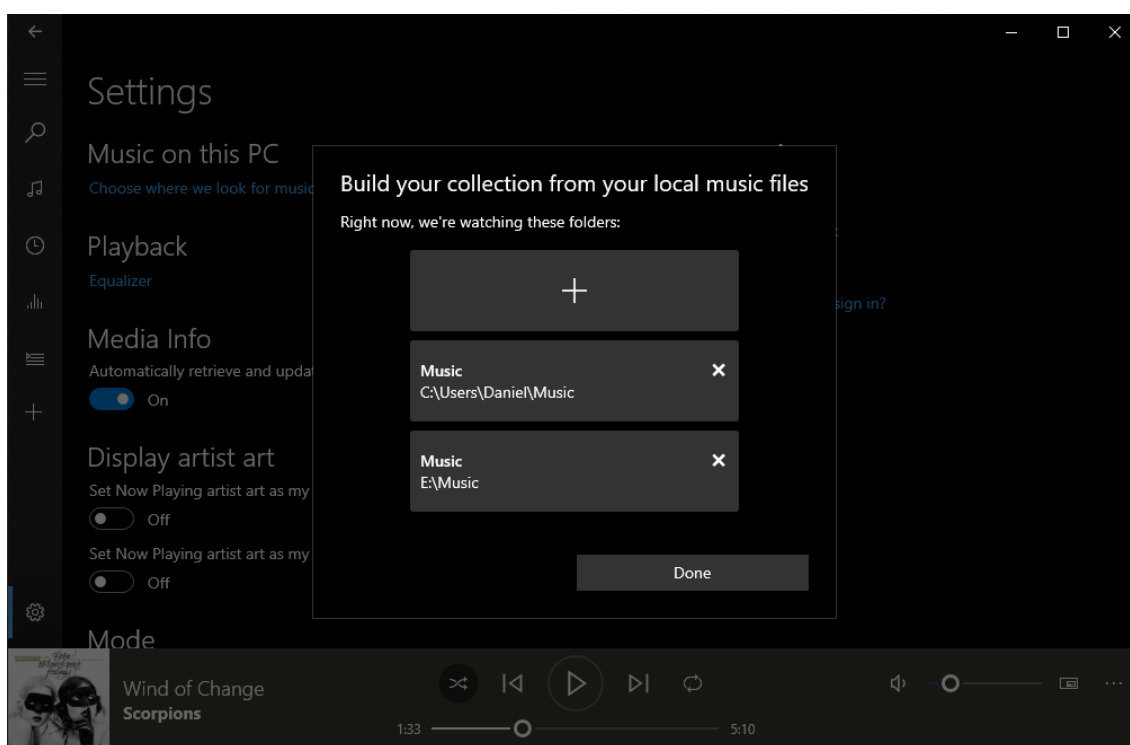 Settings
Music on this PC
Choose where we look for music
Playback
Equalizer
Media Info
Automatically retrieve and upda
On
Display artist art
Set Now Playing artist art as my
Off
Set Now Playing artist art as my
Off
Mode
Build your collection from your local music files
Right now, we're watching these folders:
Music
C:\Users\Daniel\Music
Music
E:\Music
Done
sign in?
Wind of Change
Scorpions
1:33
5:10